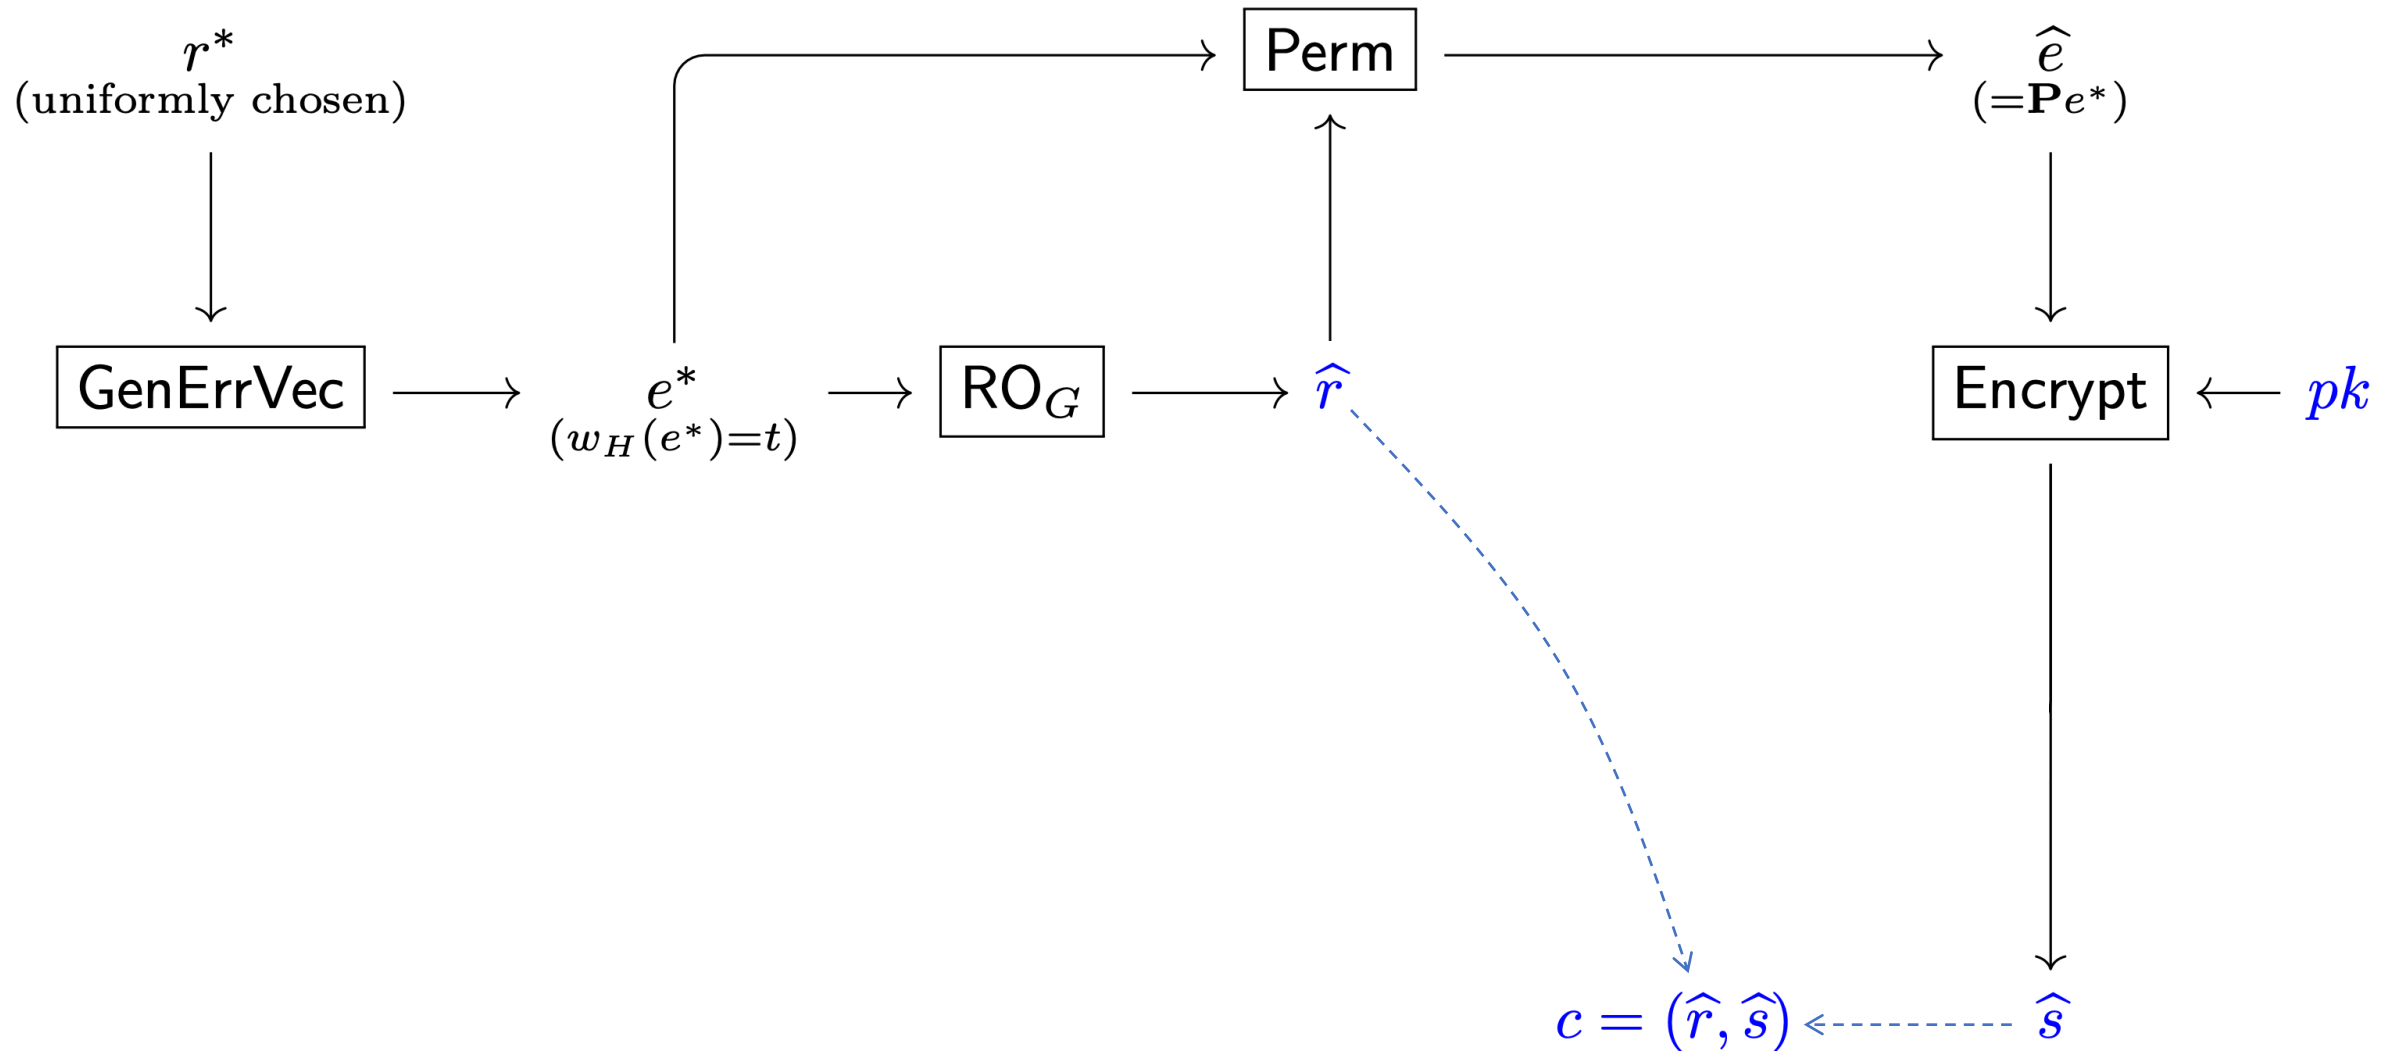 r*
(uniformly chosen)
Perm
ê
(=Pe*)
GenErrVec
e*
(w_H(e*)=t)
RO_G
r̂
Encrypt
pk
c = (r̂, ŝ)
ŝ